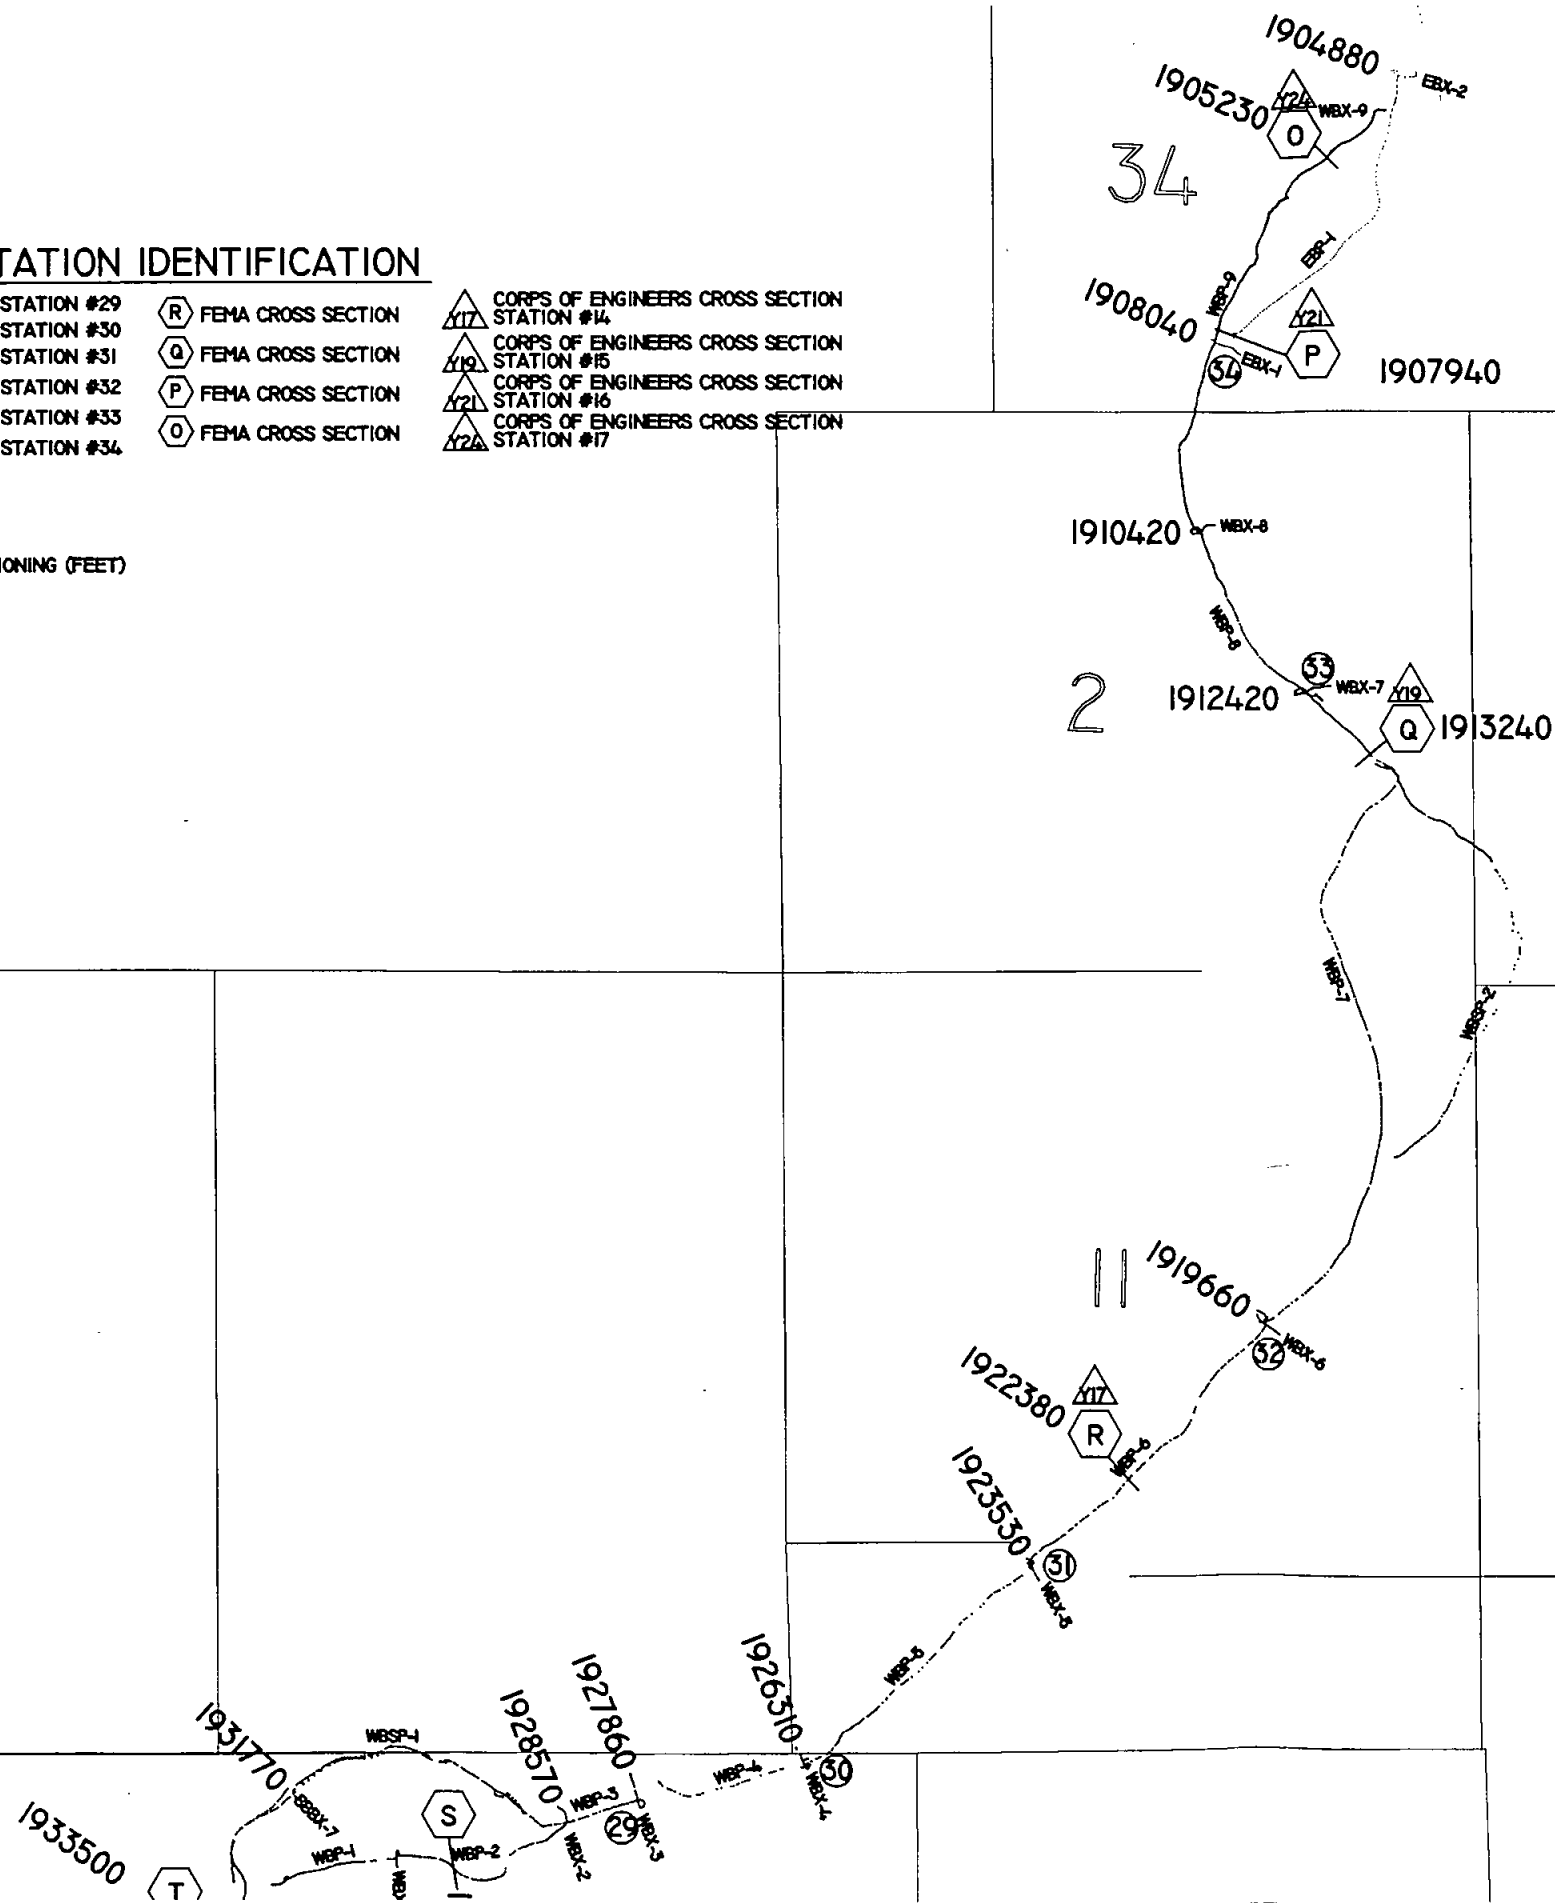 1904880
EBX-2
1905230
Y24
WBX-9
O
34
EBP-1
WBP-9
1908040
Y21
P
34
EBX-1
1907940
TATION IDENTIFICATION
STATION #29
STATION #30
STATION #31
STATION #32
STATION #33
STATION #34
R FEMA CROSS SECTION
Q FEMA CROSS SECTION
P FEMA CROSS SECTION
O FEMA CROSS SECTION
Y17 CORPS OF ENGINEERS CROSS SECTION
STATION #14
Y19 CORPS OF ENGINEERS CROSS SECTION
STATION #15
Y21 CORPS OF ENGINEERS CROSS SECTION
STATION #16
Y24 CORPS OF ENGINEERS CROSS SECTION
STATION #17
IONING (FEET)
1910420
WBX-8
WBP-8
33
2
1912420
WBX-7
Y19
Q
1913240
WBP-7
WBSP-2
11
1919660
32
WBX-6
1922380
Y17
R
WBP-6
1923530
31
WBX-5
WBP-5
1926310
30
WBX-4
WBP-4
1927860
1928570
WBP-3
29
WBX-3
WBX-2
1931770
WBSP-1
SSBX-7
S
WBP-1
WBP-2
WBX
1933500
T